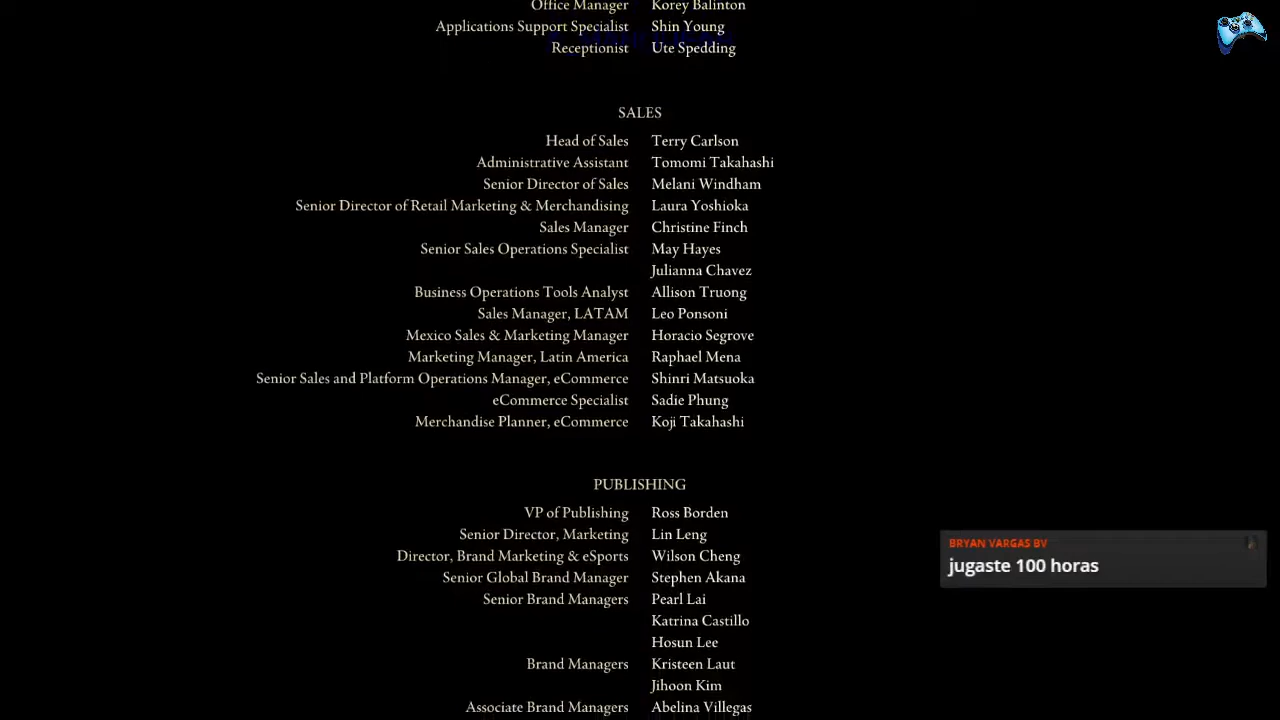 Office Manager Korey Balinton
Applications Support Specialist Shin Young
Receptionist Ute Spedding
SALES
Head of Sales Terry Carlson
Administrative Assistant Tomomi Takahashi
Senior Director of Sales Melani Windham
Senior Director of Retail Marketing & Merchandising Laura Yoshioka
Sales Manager Christine Finch
Senior Sales Operations Specialist May Hayes
Julianna Chavez
Business Operations Tools Analyst Allison Truong
Sales Manager, LATAM Leo Ponsoni
Mexico Sales & Marketing Manager Horacio Segrove
Marketing Manager, Latin America Raphael Mena
Senior Sales and Platform Operations Manager, eCommerce Shinri Matsuoka
eCommerce Specialist Sadie Phung
Merchandise Planner, eCommerce Koji Takahashi
PUBLISHING
VP of Publishing Ross Borden
Senior Director, Marketing Lin Leng
Director, Brand Marketing & eSports Wilson Cheng
Senior Global Brand Manager Stephen Akana
Senior Brand Managers Pearl Lai
Katrina Castillo
Hosun Lee
Brand Managers Kristeen Laut
Jihoon Kim
Associate Brand Managers Abelina Villegas
BRYAN VARGAS BV
jugaste 100 horas